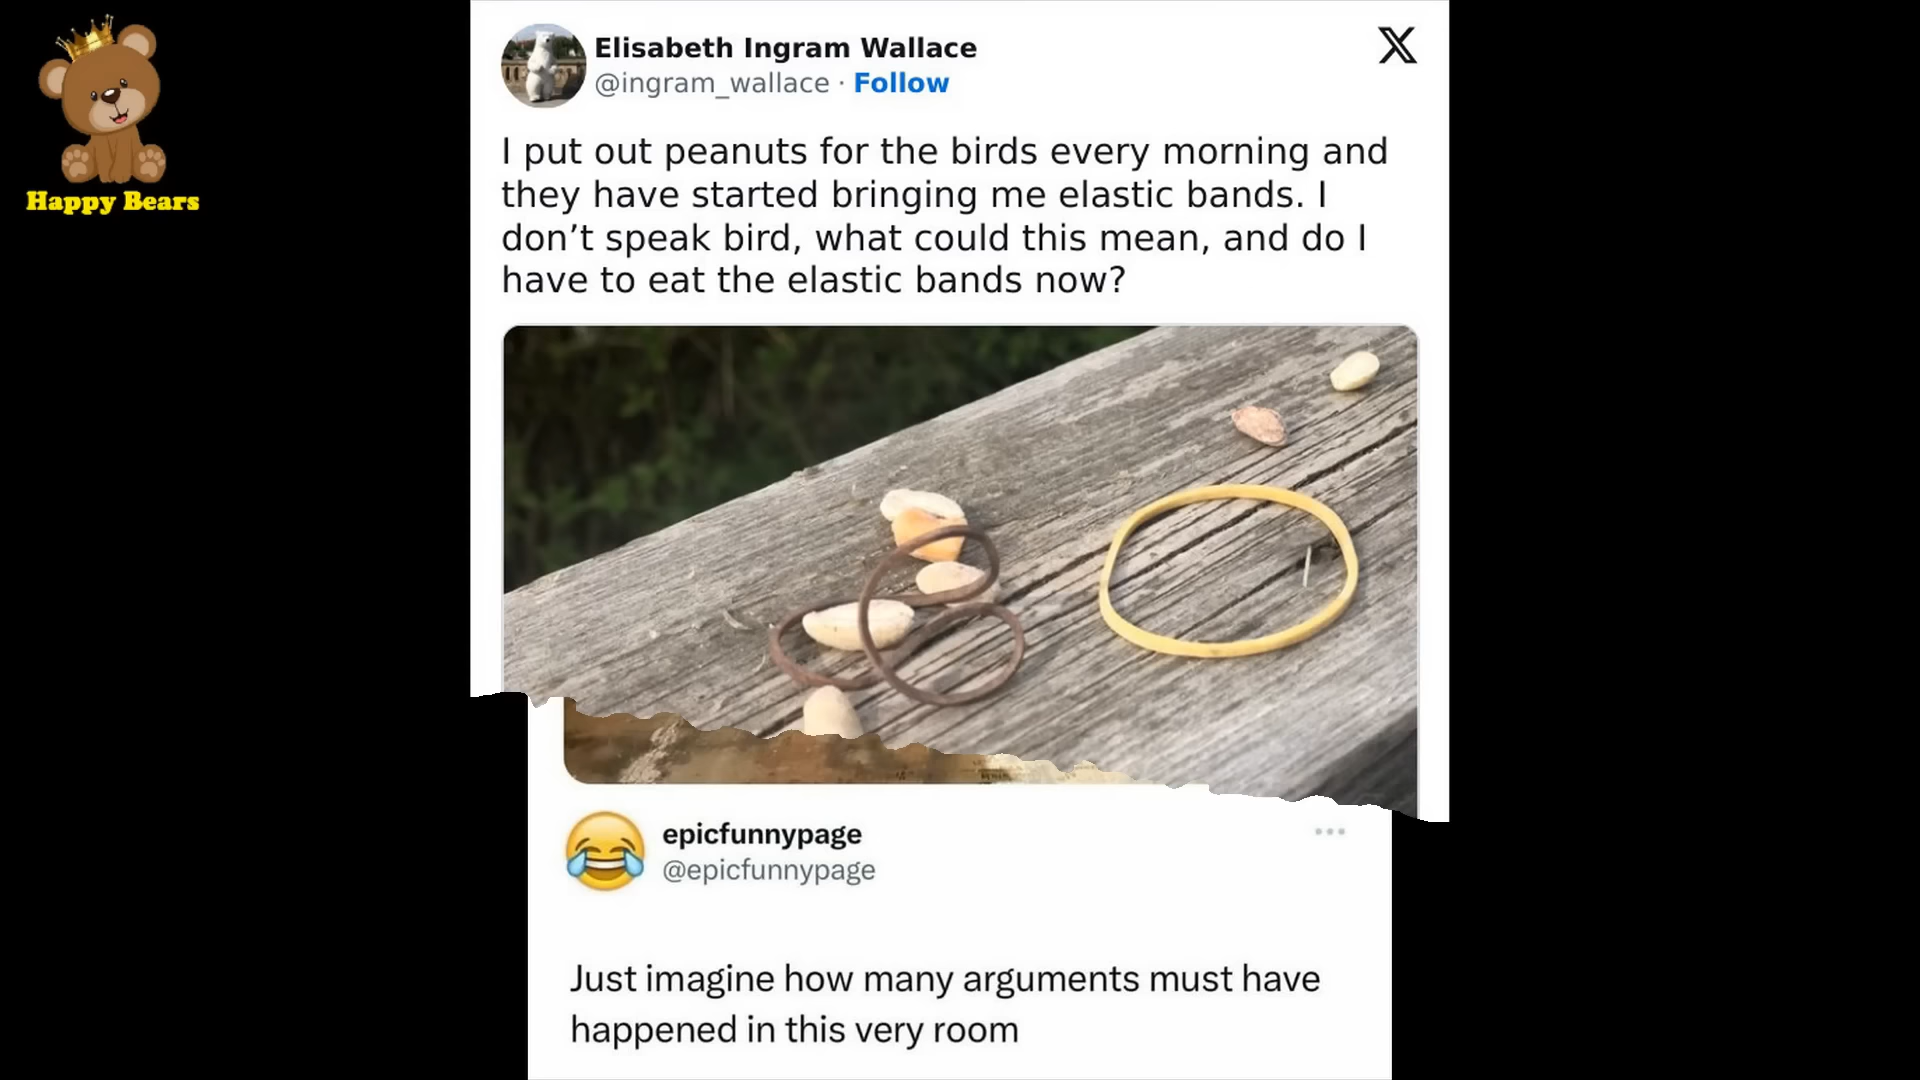 Happy Bears
Elisabeth Ingram Wallace
@ingram_wallace · Follow
I put out peanuts for the birds every morning and
they have started bringing me elastic bands. I
don’t speak bird, what could this mean, and do I
have to eat the elastic bands now?
epicfunnypage
@epicfunnypage
Just imagine how many arguments must have
happened in this very room